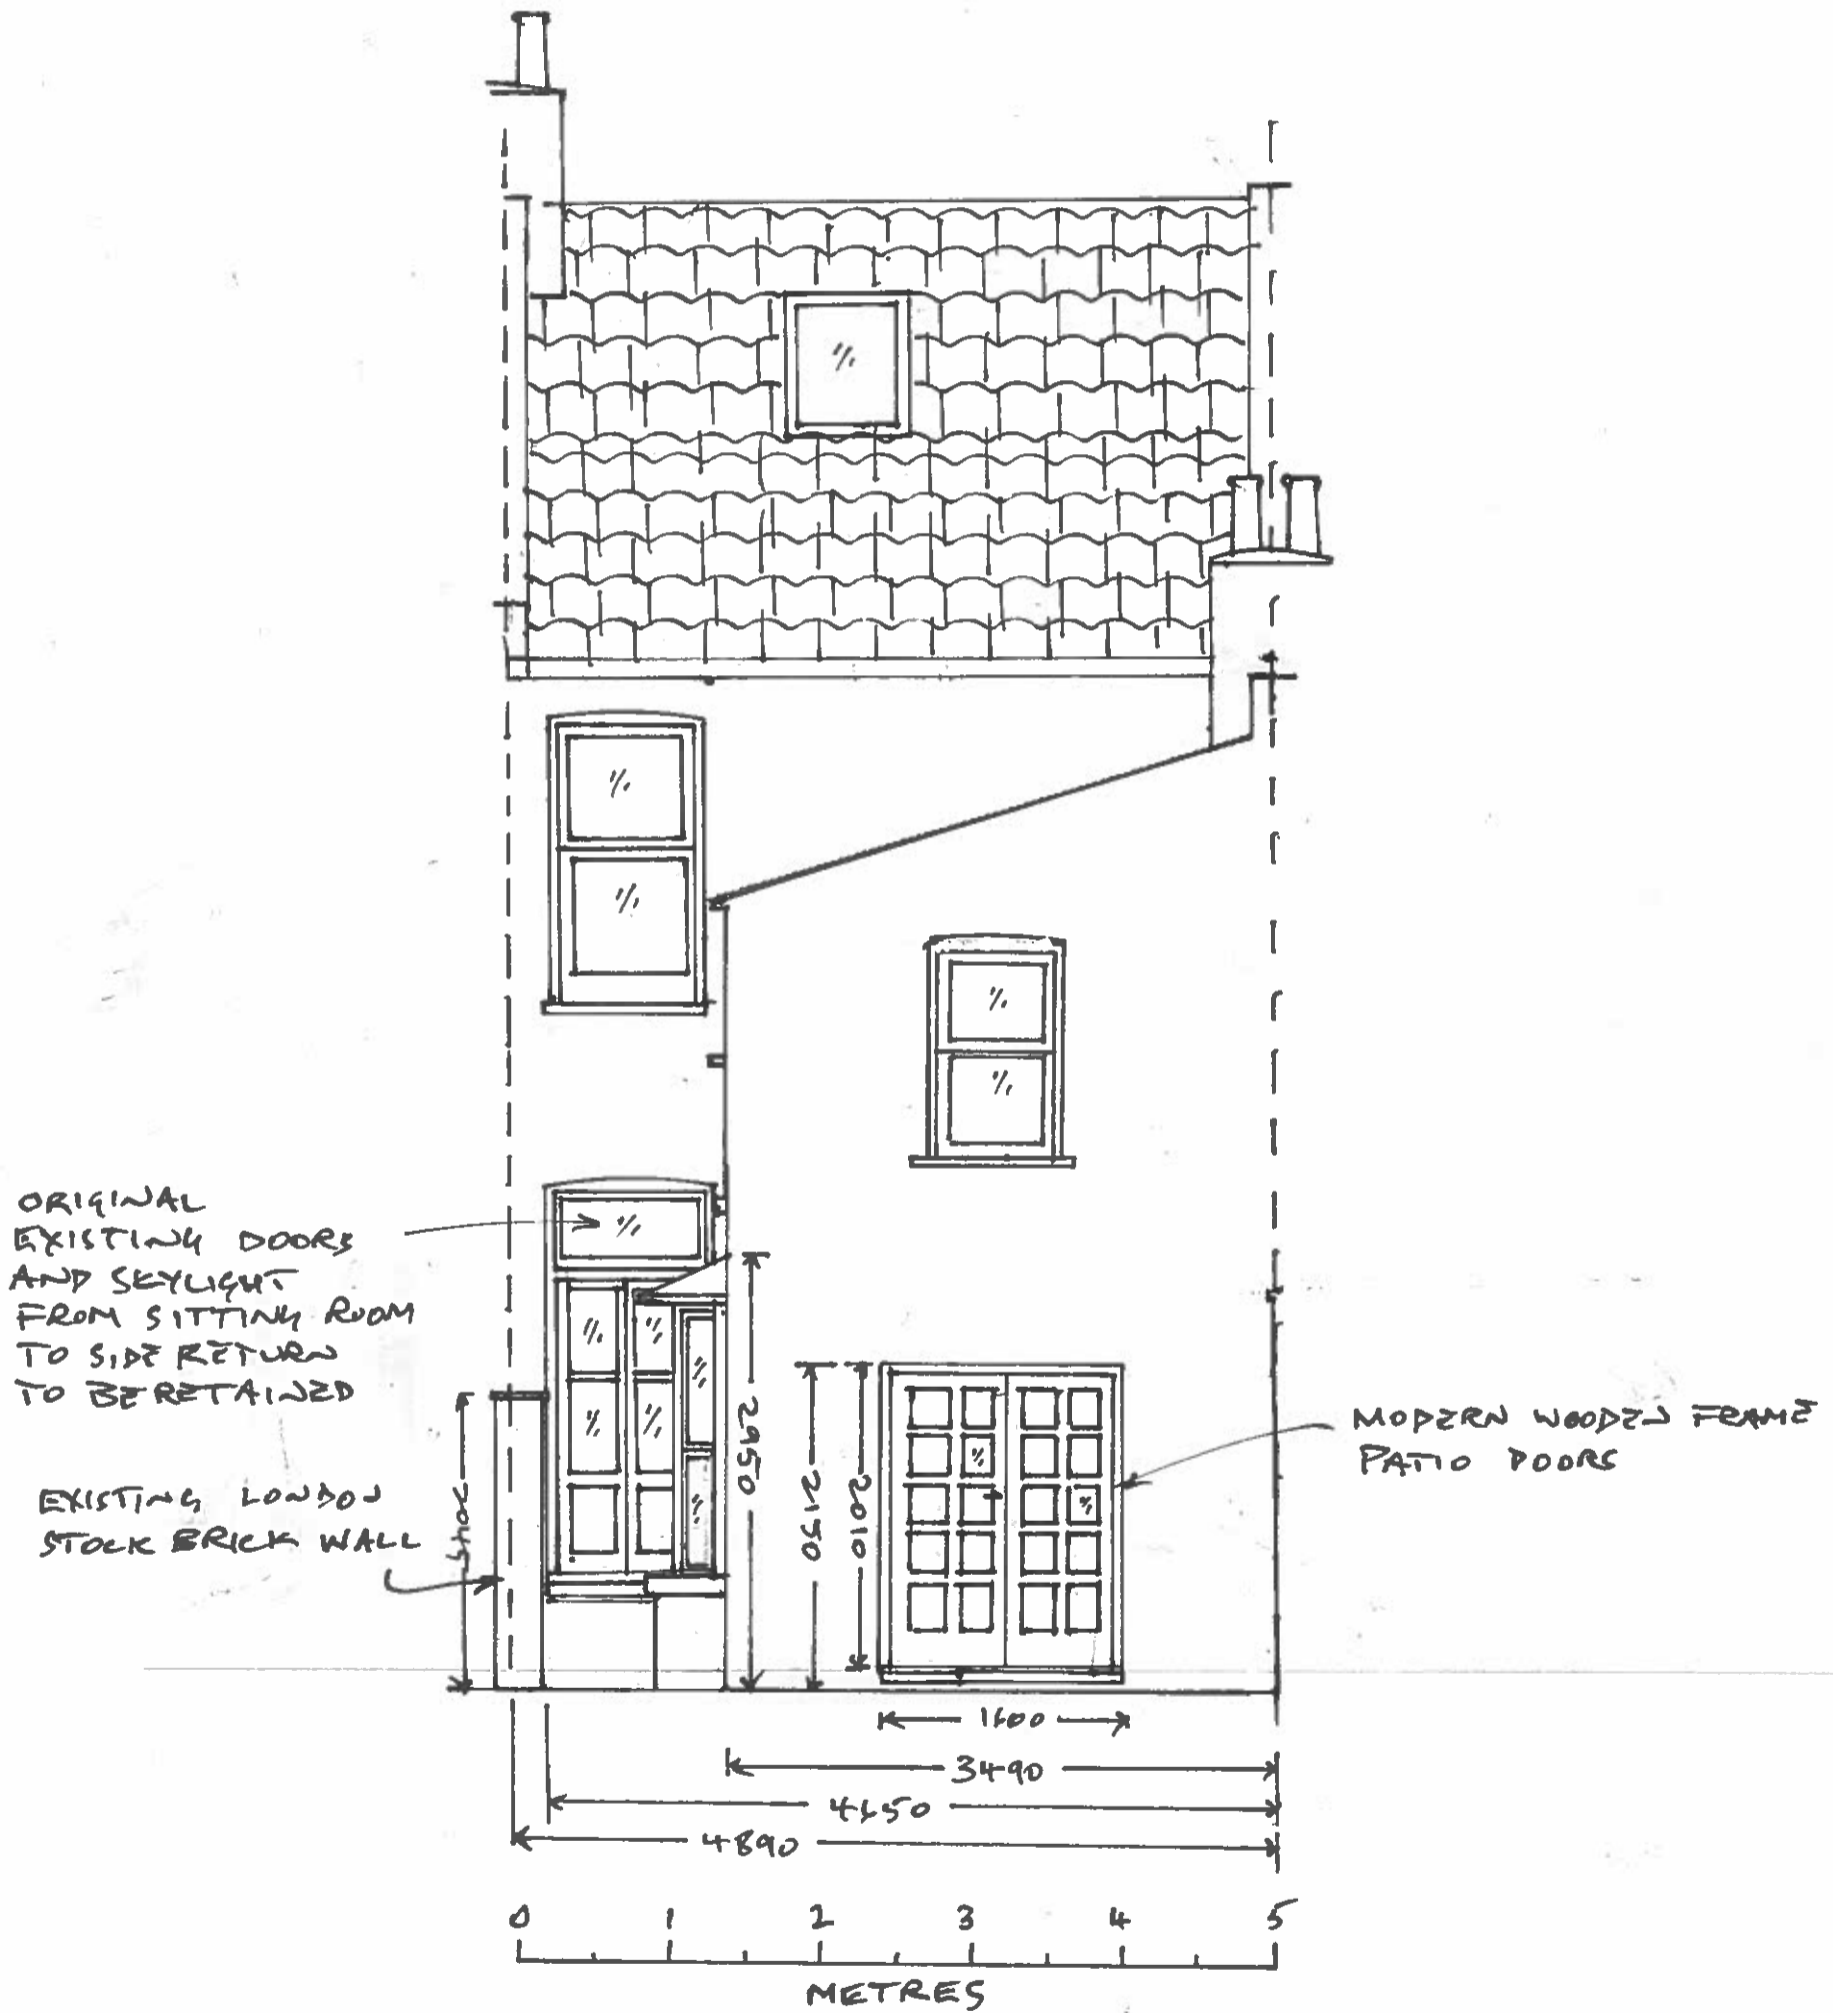 ORIGINAL
EXISTING DOORS
AND SKYLIGHT
FROM SITTING ROOM
TO SIDE RETURN
TO BE RETAINED
EXISTING LONDON
STOCK BRICK WALL
MODERN WOODEN FRAME
PATIO DOORS
2950
2150
2010
1600
3490
4650
4890
0 1 2 3 4 5
METRES